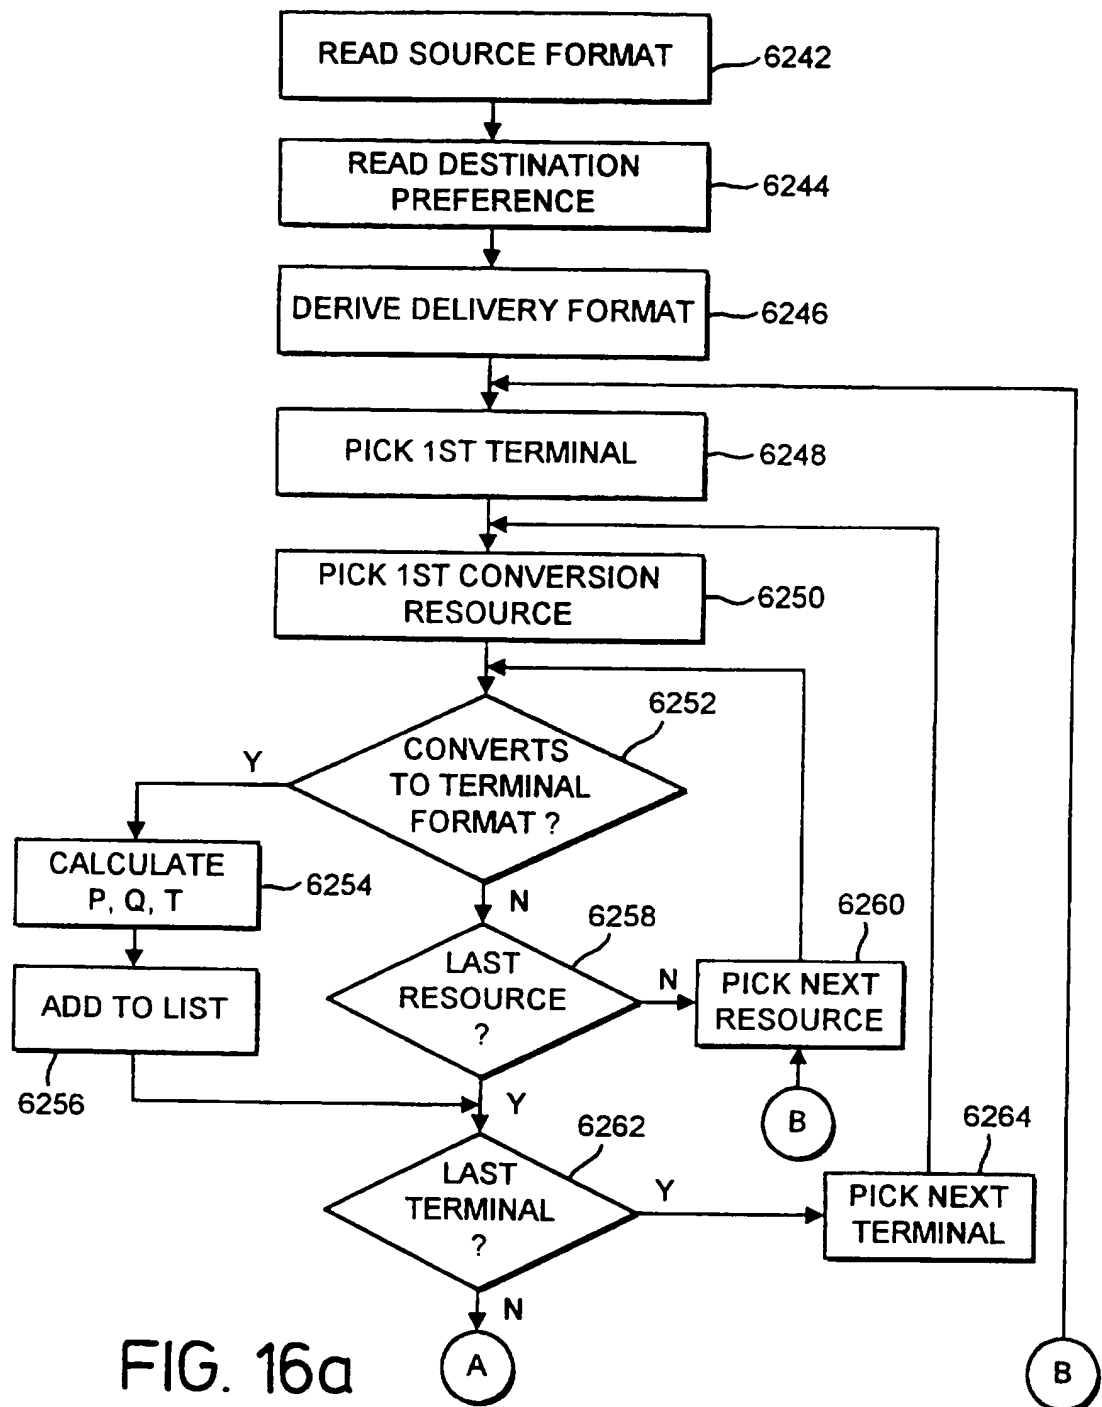 READ SOURCE FORMAT
6242
READ DESTINATION
PREFERENCE
6244
DERIVE DELIVERY FORMAT
6246
PICK 1ST TERMINAL
6248
PICK 1ST CONVERSION
RESOURCE
6250
6252
CONVERTS
TO TERMINAL
FORMAT ?
Y
N
CALCULATE
P, Q, T
6254
ADD TO LIST
6256
6258
LAST
RESOURCE
?
N
Y
6260
PICK NEXT
RESOURCE
B
6262
LAST
TERMINAL
?
Y
N
6264
PICK NEXT
TERMINAL
A
B
FIG. 16a